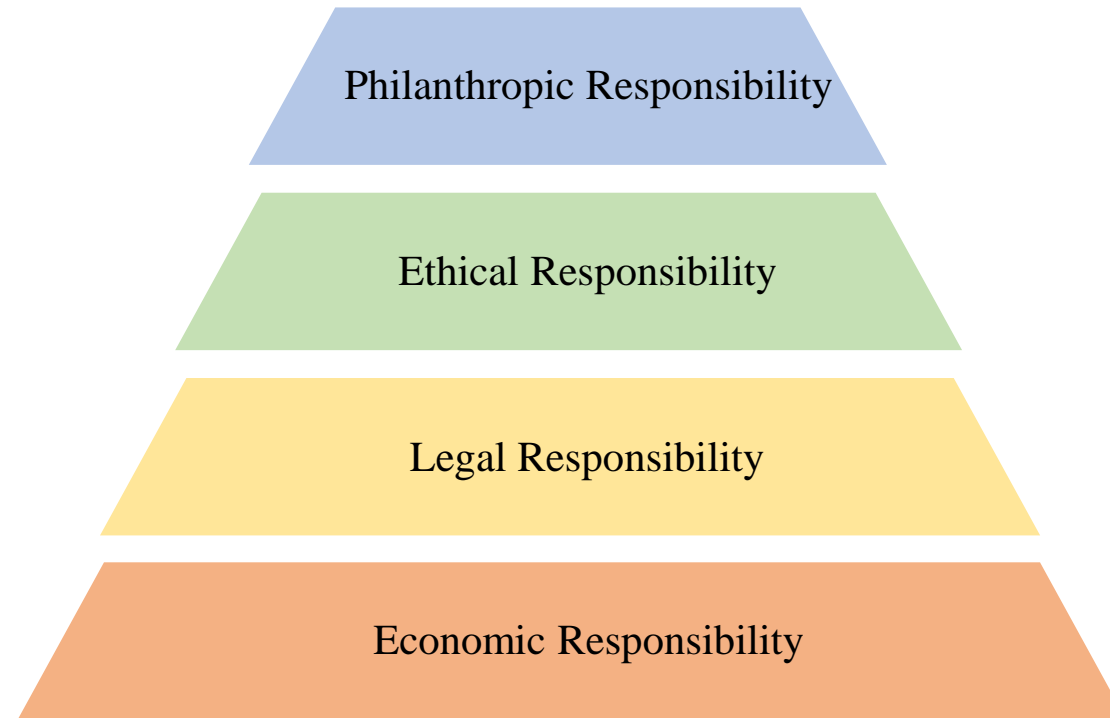 Philanthropic Responsibility
Ethical Responsibility
Legal Responsibility
Economic Responsibility